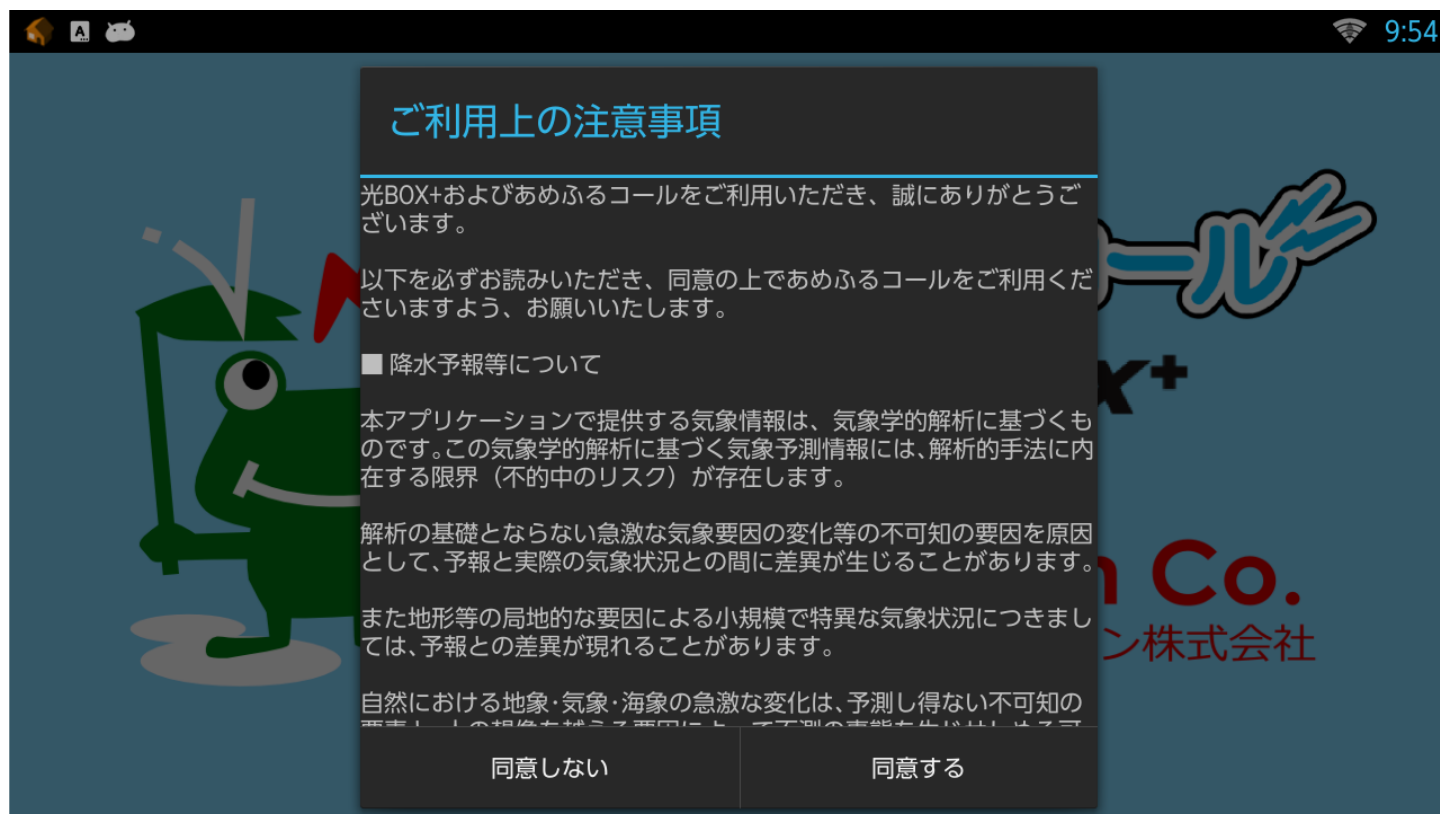 9:54
ご利用上の注意事項
光BOX+およびあめふるコールをご利用いただき、誠にありがとうご
ざいます。
以下を必ずお読みいただき、同意の上であめふるコールをご利用くだ
さいますよう、お願いいたします。
■ 降水予報等について
本アプリケーションで提供する気象情報は、気象学的解析に基づくも
のです。この気象学的解析に基づく気象予測情報には、解析的手法に内
在する限界（不的中のリスク）が存在します。
解析の基礎とならない急激な気象要因の変化等の不可知の要因を原因
として、予報と実際の気象状況との間に差異が生じることがあります。
また地形等の局地的な要因による小規模で特異な気象状況につきまし
ては、予報との差異が現れることがあります。
自然における地象・気象・海象の急激な変化は、予測し得ない不可知の
同意しない
同意する
ール
x+
n Co.
ン株式会社